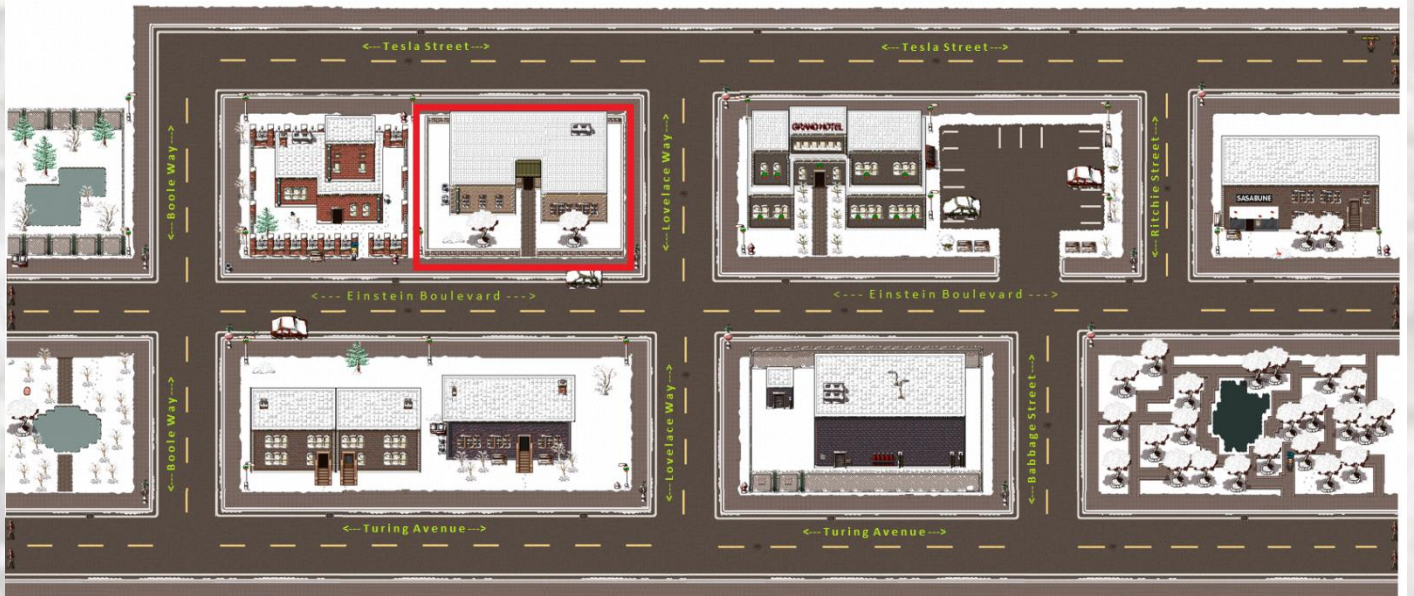 <---Tesla Street--->
<---Tesla Street--->
<---Boole Way--->
<---Lovelace Way--->
<---Ritchie Street--->
GRAND HOTEL
SASABUNE
<--- Einstein Boulevard --->
<--- Einstein Boulevard --->
<---Boole Way--->
<---Lovelace Way--->
<---Babbage Street--->
<---Turing Avenue--->
<---Turing Avenue--->